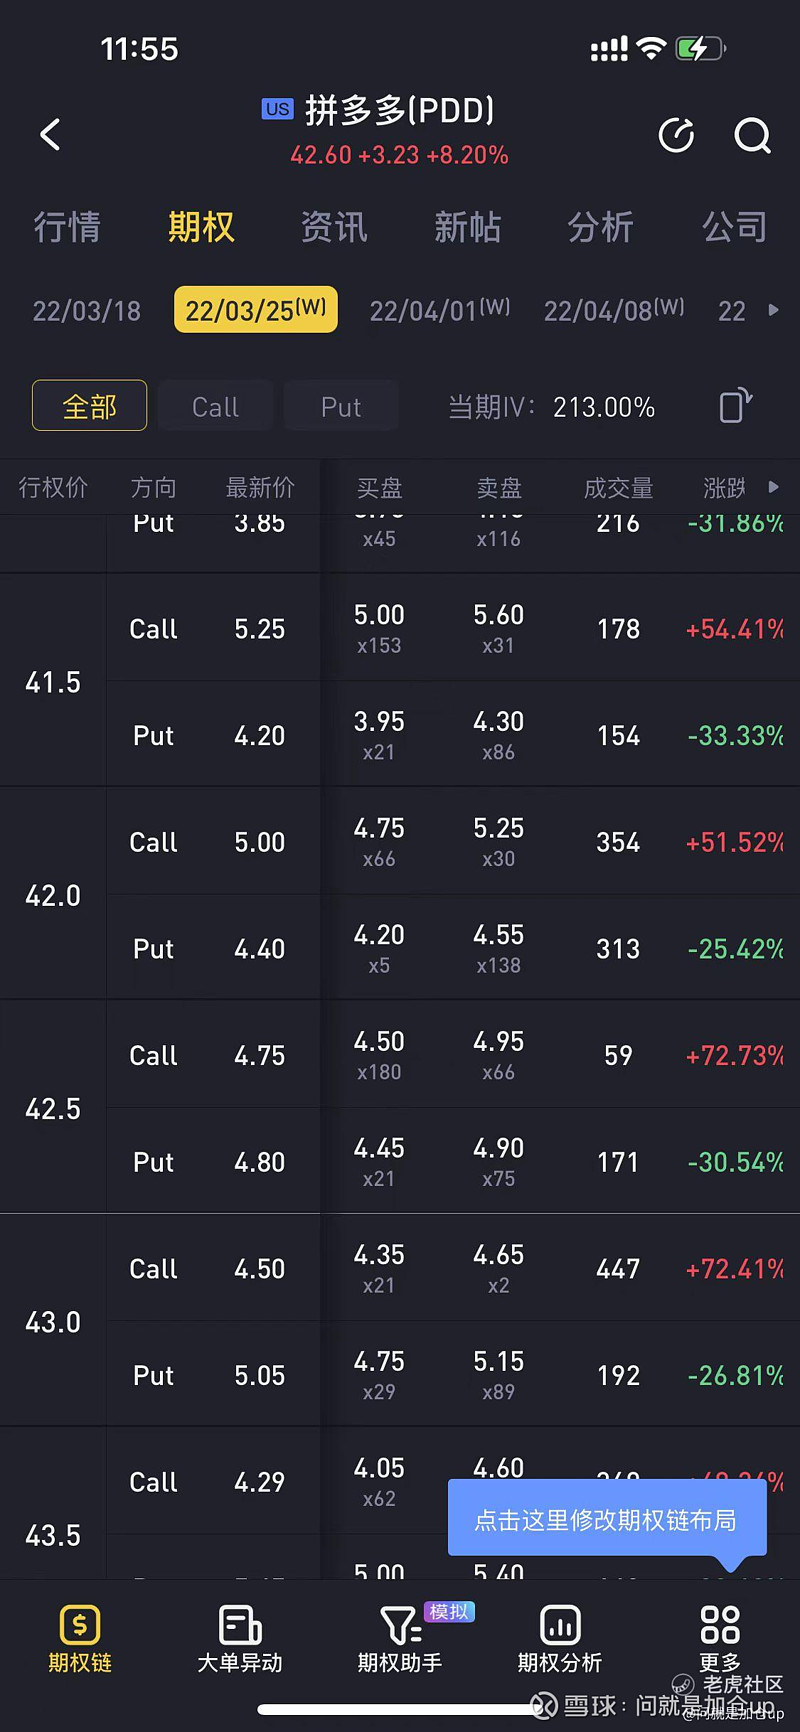 11:55
US 拼多多(PDD)
42.60 +3.23 +8.20%
行情 期权 资讯 新帖 分析 公司
22/03/18 22/03/25(W) 22/04/01(W) 22/04/08(W) 22
全部 Call Put 当期IV: 213.00%
行权价 方向 最新价 买盘 卖盘 成交量 涨跌
Put 3.85 216 -31.86%
x45 x116
41.5
Call 5.25 5.00 5.60 178 +54.41%
x153 x31
Put 4.20 3.95 4.30 154 -33.33%
x21 x86
42.0
Call 5.00 4.75 5.25 354 +51.52%
x66 x30
Put 4.40 4.20 4.55 313 -25.42%
x5 x138
42.5
Call 4.75 4.50 4.95 59 +72.73%
x180 x66
Put 4.80 4.45 4.90 171 -30.54%
x21 x75
43.0
Call 4.50 4.35 4.65 447 +72.41%
x21 x2
Put 5.05 4.75 5.15 192 -26.81%
x29 x89
43.5
Call 4.29 4.05 4.60
x62
点击这里修改期权链布局
5.00 5.40
模拟
期权链 大单异动 期权助手 期权分析 更多
老虎社区
雪球：问就是加仓up
@问就是加仓up